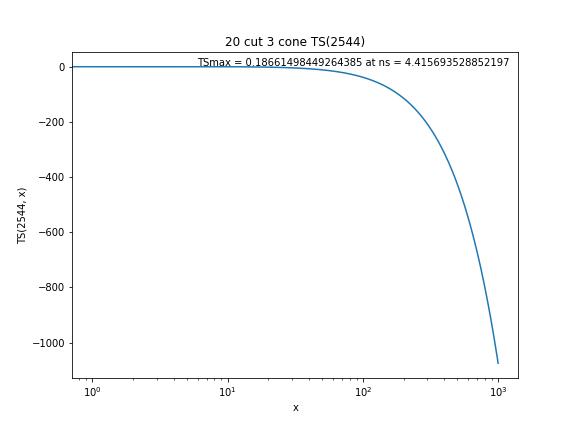 20 cut 3 cone TS(2544)
TSmax = 0.18661498449264385 at ns = 4.415693528852197
0
−200
−400
−600
−800
−1000
TS(2544, x)
10⁰
10¹
10²
10³
x